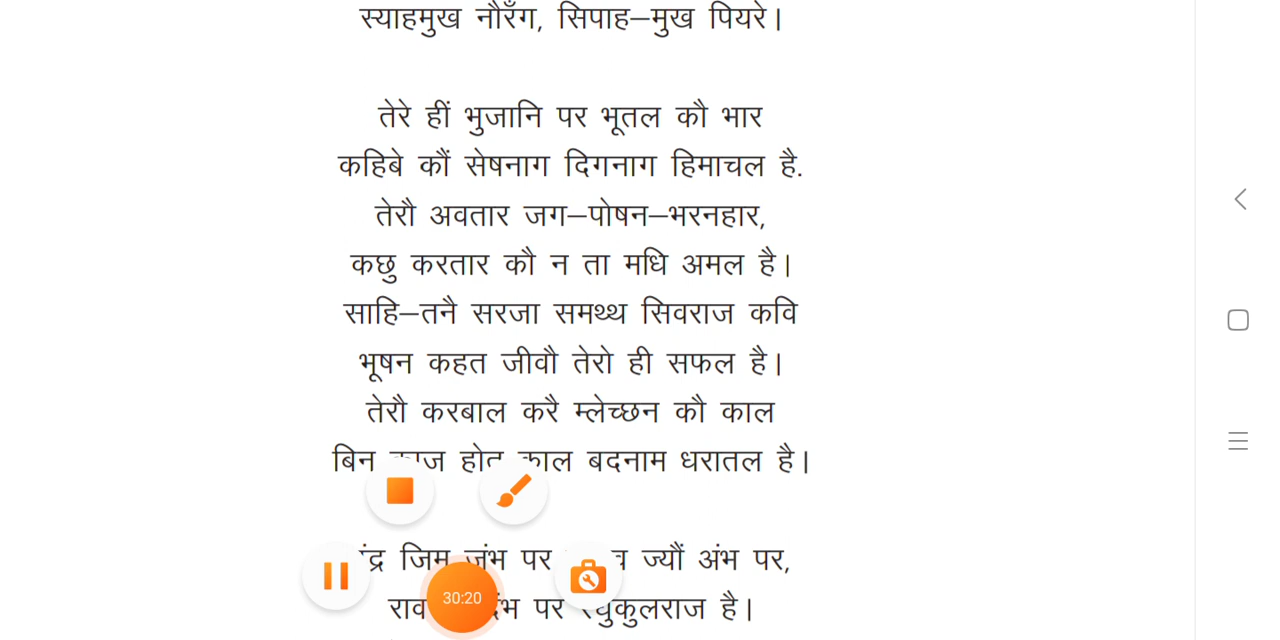 स्याहमुख नौरँग, सिपाह–मुख पियरे।
तेरे हीं भुजानि पर भूतल कौ भार
कहिबे कौं सेषनाग दिगनाग हिमाचल है.
तेरौ अवतार जग–पोषन–भरनहार,
कछु करतार कौ न ता मधि अमल है।
साहि–तनै सरजा समथ्थ सिवराज कवि
भूषन कहत जीवौ तेरो ही सफल है।
तेरौ करबाल करै म्लेच्छन कौ काल
बिन काज होत काल बदनाम धरातल है।
जिम जंभ पर ज्यौं अंभ पर,
पर रघुकुलराज है।
30:20